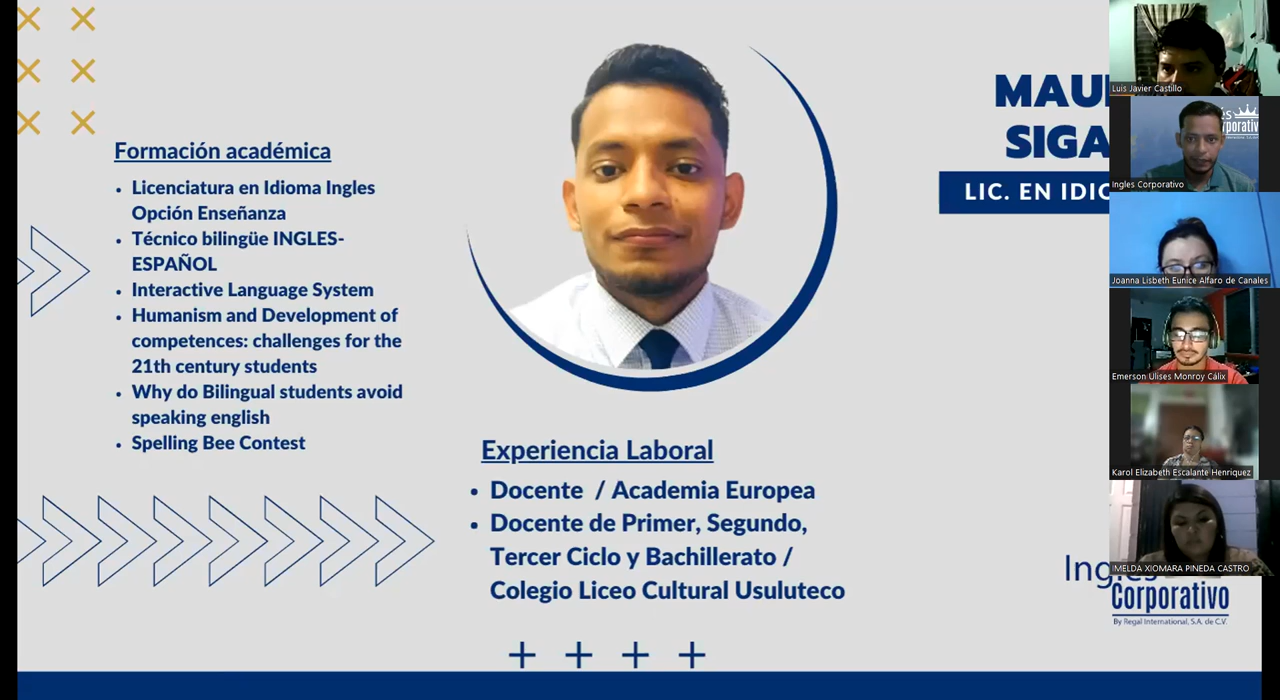 Formación académica
Licenciatura en Idioma Ingles
Opción Enseñanza
Técnico bilingüe INGLES-
ESPAÑOL
Interactive Language System
Humanism and Development of
competences: challenges for the
21th century students
Why do Bilingual students avoid
speaking english
Spelling Bee Contest
Experiencia Laboral
Docente / Academia Europea
Docente de Primer, Segundo,
Tercer Ciclo y Bachillerato /
Colegio Liceo Cultural Usuluteco
LIC. EN
Corporativo
By Regal International, S.A. de C.V.
Luis Javier Castillo
Ingles Corporativo
Joanna Lisbeth Eunice Alfaro de Canales
Emerson Ulises Monroy Cálix
Karol Elizabeth Escalante Henriquez
IMELDA XIOMARA PINEDA CASTRO